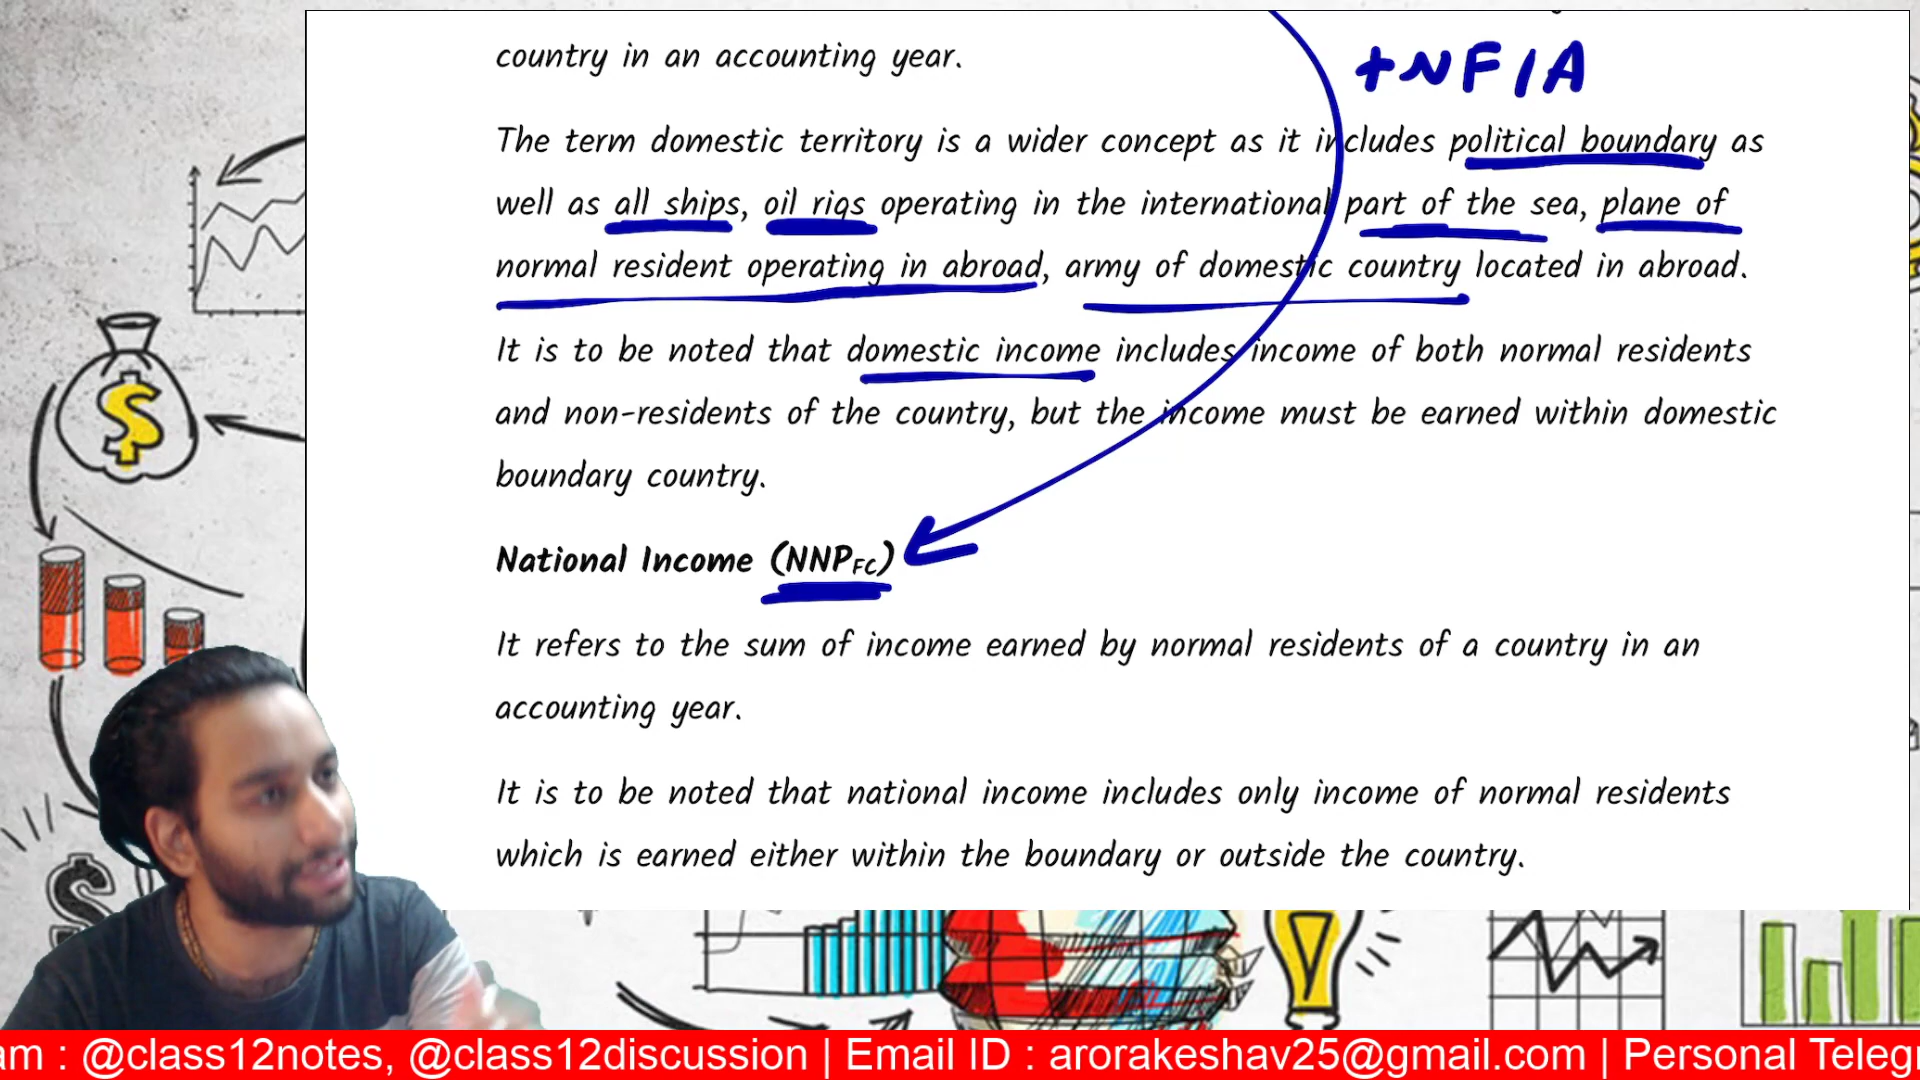 country in an accounting year.
+NFIA
The term domestic territory is a wider concept as it includes political boundary as
well as all ships, oil rigs operating in the international part of the sea, plane of
normal resident operating in abroad, army of domestic country located in abroad.
It is to be noted that domestic income includes income of both normal residents
and non-residents of the country, but the income must be earned within domestic
boundary country.
National Income (NNPFC)
It refers to the sum of income earned by normal residents of a country in an
accounting year.
It is to be noted that national income includes only income of normal residents
which is earned either within the boundary or outside the country.
am : @class12notes, @class12discussion | Email ID : arorakeshav25@gmail.com | Personal Telegr